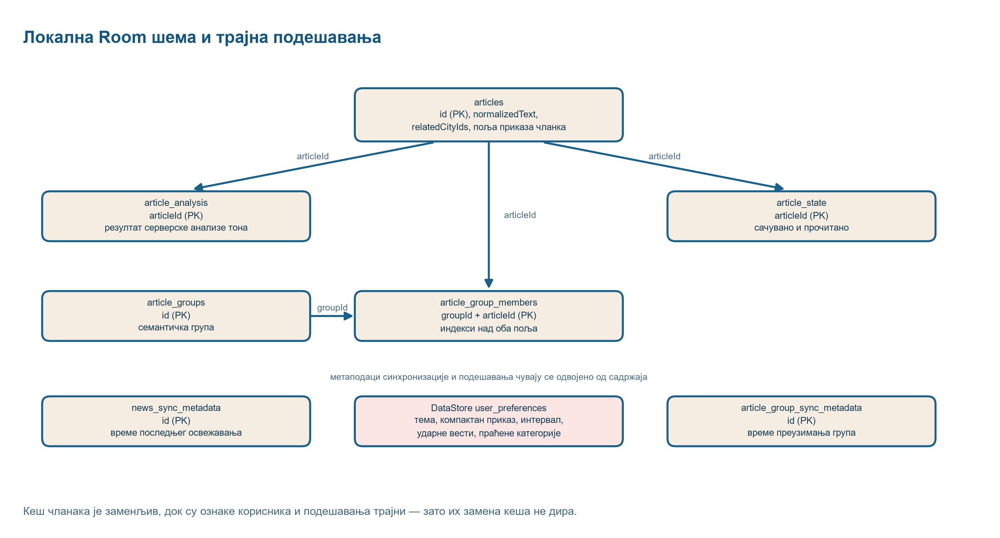 Локална Room шема и трајна подешавања
articles
id (PK), normalizedText,
relatedCityIds, поља приказа чланка
articleId
articleId
articleId
article_analysis
articleId (PK)
резултат серверске анализе тона
article_state
articleId (PK)
сачувано и прочитано
article_groups
id (PK)
семантичка група
groupId
article_group_members
groupId + articleId (PK)
индекси над оба поља
метаподаци синхронизације и подешавања чувају се одвојено од садржаја
news_sync_metadata
id (PK)
време последњег освежавања
DataStore user_preferences
тема, компактан приказ, интервал,
ударне вести, праћене категорије
article_group_sync_metadata
id (PK)
време преузимања група
Кеш чланака је заменљив, док су ознаке корисника и подешавања трајни — зато их замена кеша не дира.